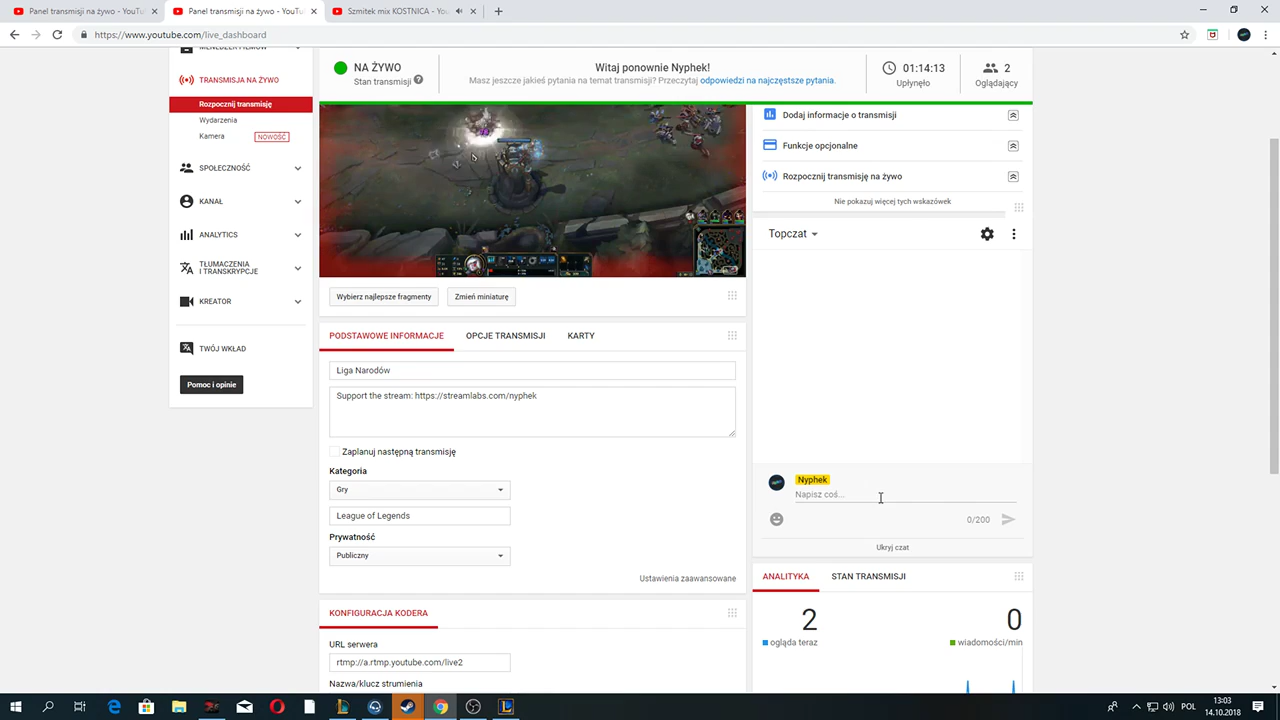 Panel transmisji na żywo - YouTu
Panel transmisji na żywo - YouTu
Szmitek mix KOSTNICA - Yo
https://www.youtube.com/live_dashboard
MENEDŻER FILMÓW
TRANSMISJA NA ŻYWO
Rozpocznij transmisję
Wydarzenia
Kamera
NOWOŚĆ
SPOŁECZNOŚĆ
KANAŁ
ANALYTICS
TŁUMACZENIA
I TRANSKRYPCJE
KREATOR
TWÓJ WKŁAD
Pomoc i opinie
NA ŻYWO
Stan transmisji
Witaj ponownie Nyphek!
Masz jeszcze jakieś pytania na temat transmisji? Przeczytaj odpowiedzi na najczęstsze pytania.
01:14:13
Upłynęło
2
Oglądający
Wybierz najlepsze fragmenty
Zmień miniaturę
PODSTAWOWE INFORMACJE
OPCJE TRANSMISJI
KARTY
Liga Narodów
Support the stream: https://streamlabs.com/nyphek
Zaplanuj następną transmisję
Kategoria
Gry
League of Legends
Prywatność
Publiczny
Ustawienia zaawansowane
KONFIGURACJA KODERA
URL serwera
rtmp://a.rtmp.youtube.com/live2
Nazwa/klucz strumienia
Dodaj informacje o transmisji
Funkcje opcjonalne
Rozpocznij transmisję na żywo
Nie pokazuj więcej tych wskazówek
Topczat
Nyphek
Napisz coś...
0/200
Ukryj czat
ANALITYKA
STAN TRANSMISJI
2
ogląda teraz
0
wiadomości/min
POL
13:03
14.10.2018